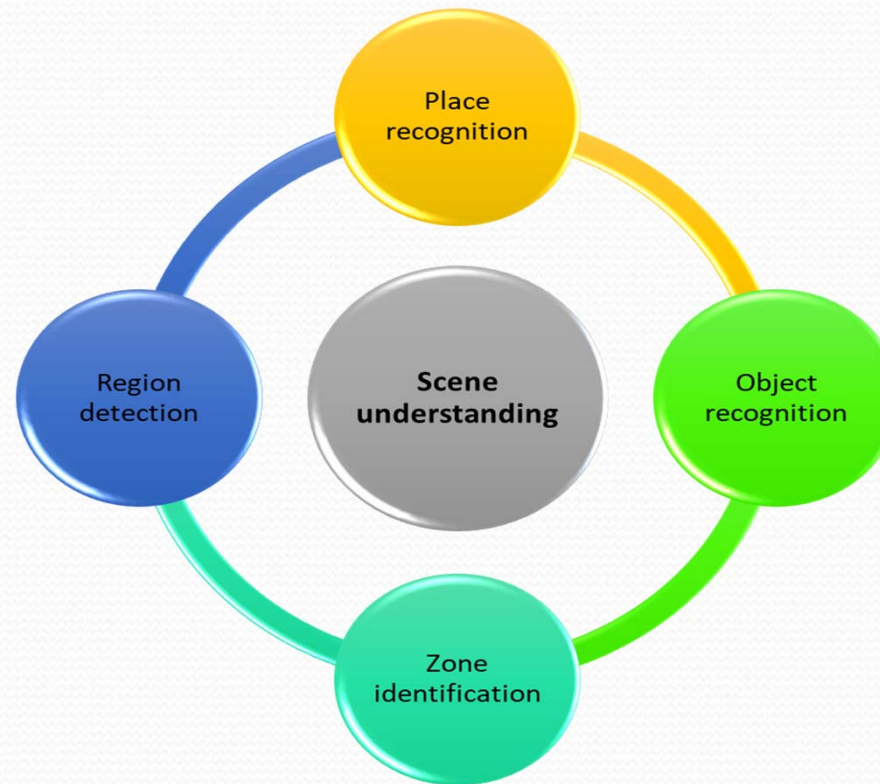 Place
recognition
Region
detection
Scene
understanding
Object
recognition
Zone
identification